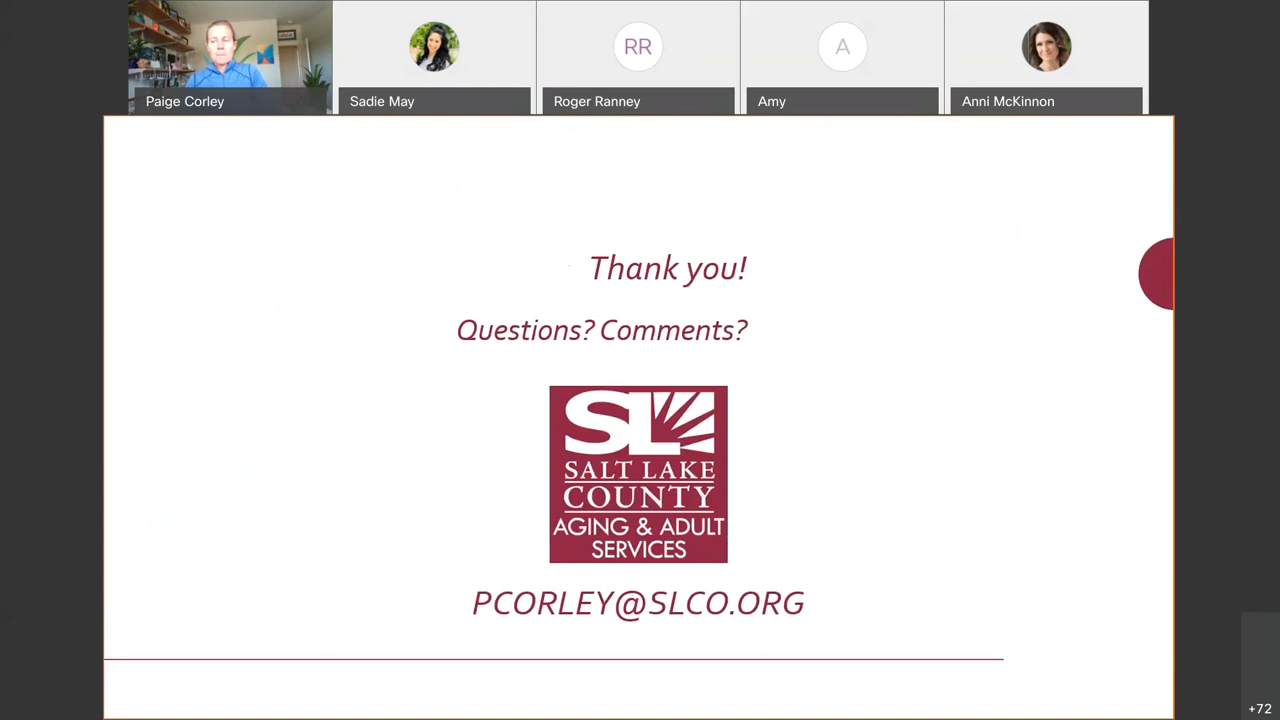 Paige Corley
Sadie May
RR
Roger Ranney
A
Amy
Anni McKinnon
Thank you!
Questions? Comments?
SL
SALT LAKE
COUNTY
AGING & ADULT
SERVICES
PCORLEY@SLCO.ORG
+72